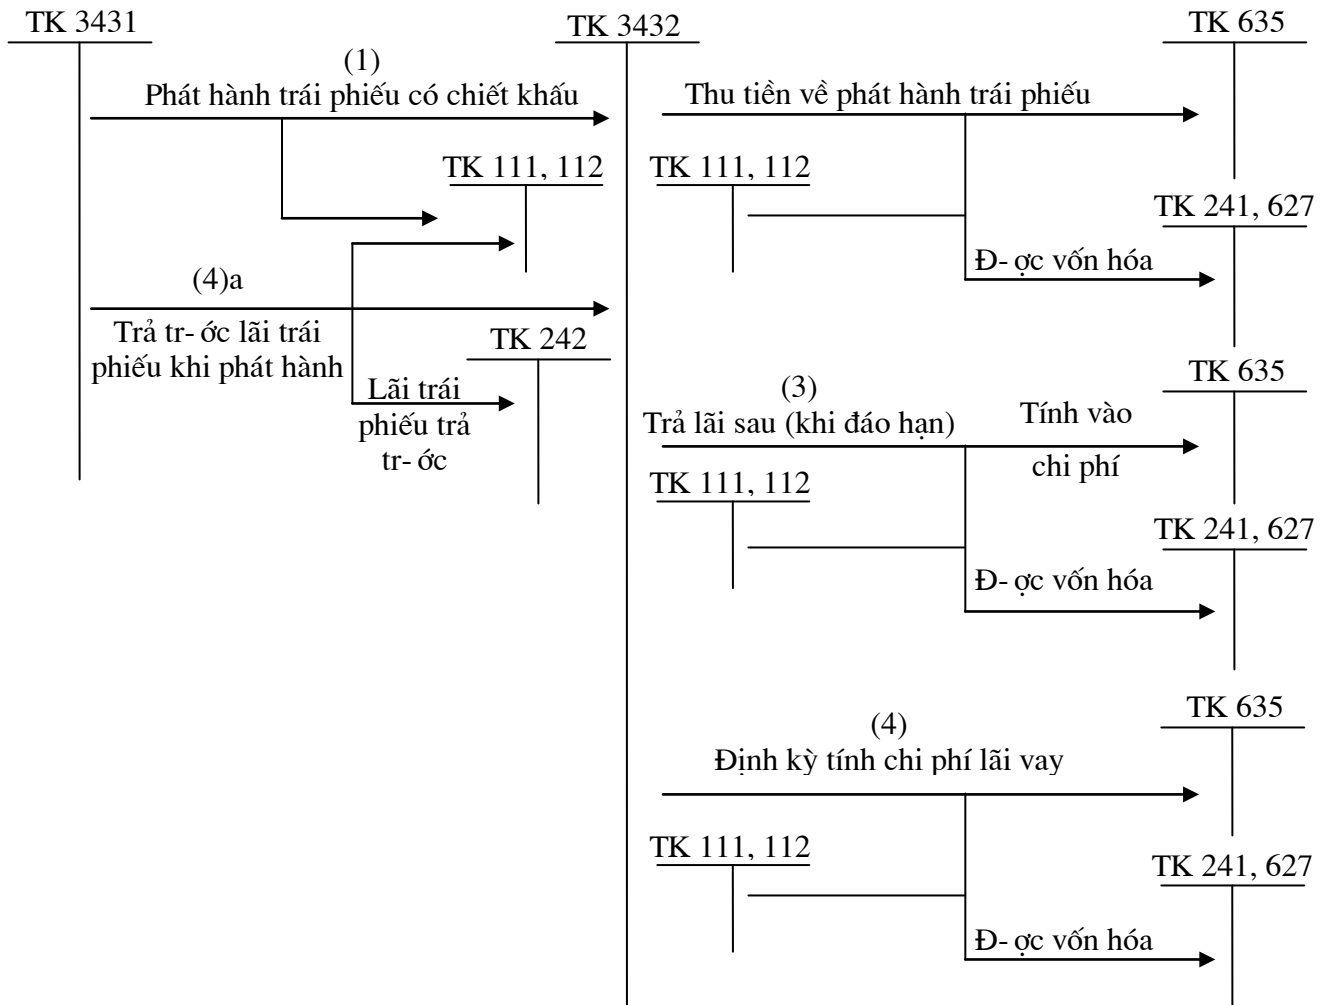 TK 3431
TK 3432
TK 635
(1)
Phát hành trái phiếu có chiết khấu
Thu tiền về phát hành trái phiếu
TK 111, 112
TK 111, 112
TK 241, 627
Đ- ợc vốn hóa
(4)a
Trả tr- ớc lãi trái
phiếu khi phát hành
TK 242
Lãi trái
phiếu trả
tr- ớc
TK 635
(3)
Trả lãi sau (khi đáo hạn)
Tính vào
chi phí
TK 111, 112
TK 241, 627
Đ- ợc vốn hóa
TK 635
(4)
Định kỳ tính chi phí lãi vay
TK 111, 112
TK 241, 627
Đ- ợc vốn hóa